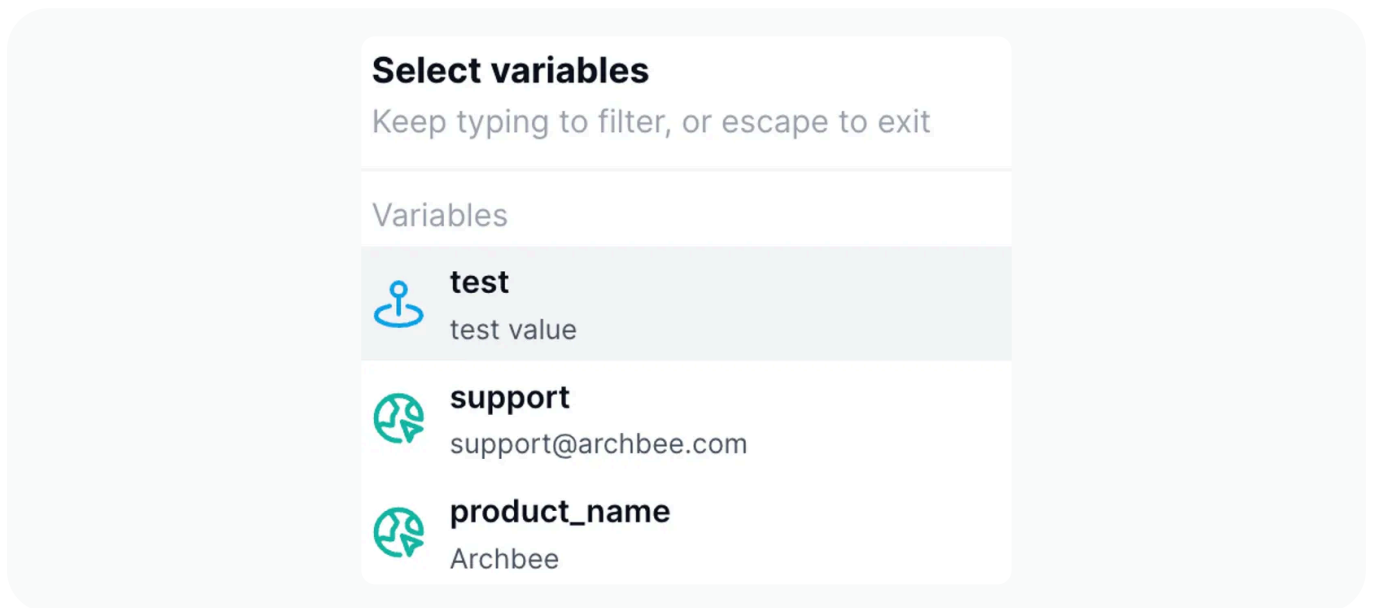 Select variables
Keep typing to filter, or escape to exit
Variables
test
test value
support
support@archbee.com
product_name
Archbee